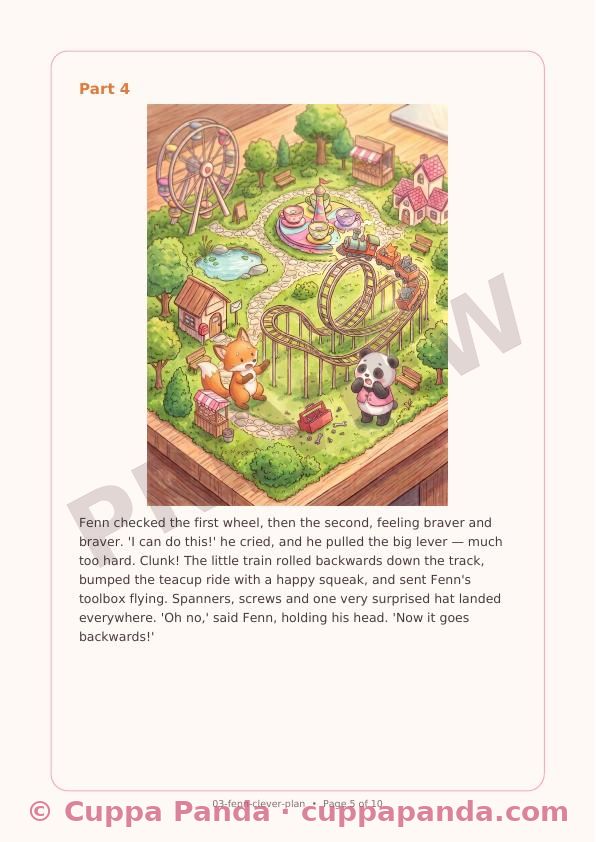 Part 4
PREVIEW
Fenn checked the first wheel, then the second, feeling braver and
braver. 'I can do this!' he cried, and he pulled the big lever — much
too hard. Clunk! The little train rolled backwards down the track,
bumped the teacup ride with a happy squeak, and sent Fenn's
toolbox flying. Spanners, screws and one very surprised hat landed
everywhere. 'Oh no,' said Fenn, holding his head. 'Now it goes
backwards!'
03-fenn-clever-plan • Page 5 of 10
© Cuppa Panda · cuppapanda.com